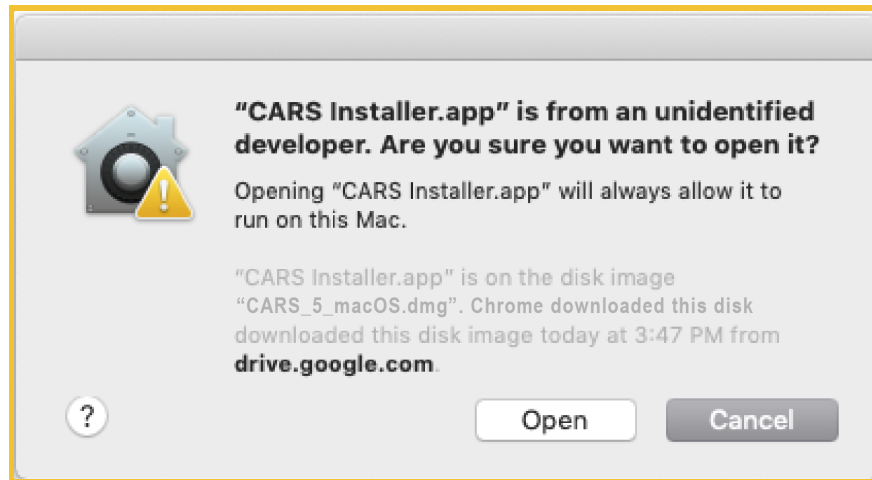 “CARS Installer.app” is from an unidentified
developer. Are you sure you want to open it?
Opening “CARS Installer.app” will always allow it to
run on this Mac.
“CARS Installer.app” is on the disk image
“CARS_5_macOS.dmg”. Chrome downloaded this disk
downloaded this disk image today at 3:47 PM from
drive.google.com.
?
Open
Cancel